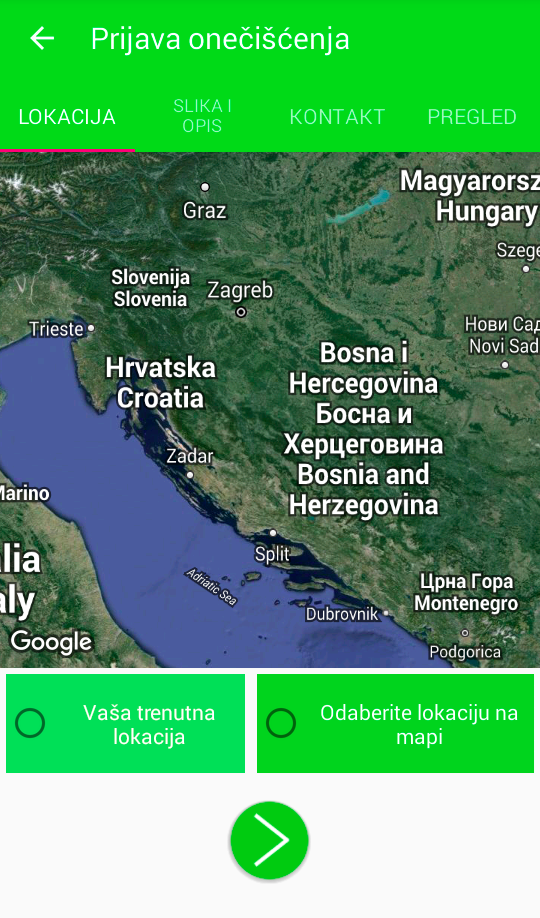 Prijava onečišćenja
LOKACIJA
SLIKA I
OPIS
KONTAKT
PREGLED
Magyarorsz
Hungary
Graz
Szege
Slovenija
Slovenia
Zagreb
Нови Сад
Novi Sad
Trieste
Bosna i
Hercegovina
Босна и
Херцеговина
Bosnia and
Herzegovina
Hrvatska
Croatia
Zadar
Marino
Split
lia
ly
Adriatic Sea
Црна Гора
Montenegro
Dubrovnik
Podgorica
Google
Vaša trenutna
lokacija
Odaberite lokaciju na
mapi